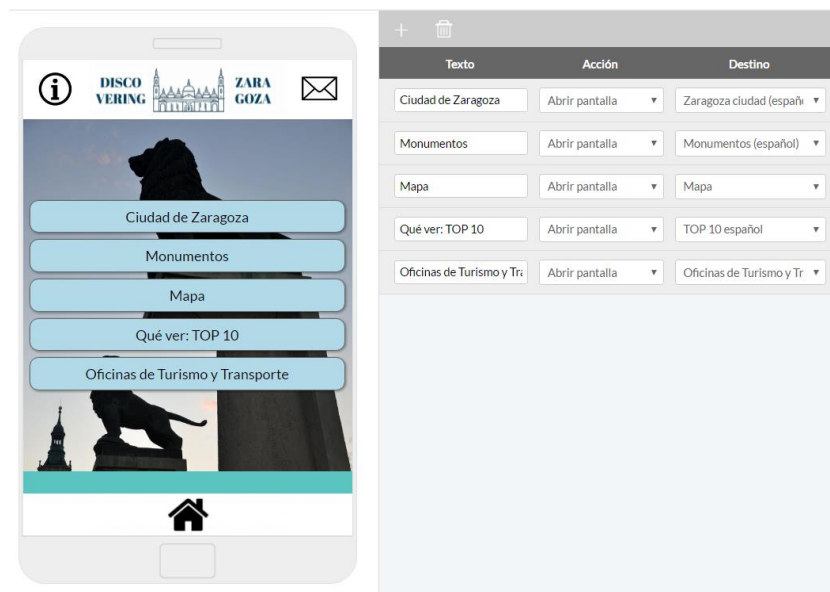 DISCO
VERING
ZARA
GOZA
Ciudad de Zaragoza
Monumentos
Mapa
Qué ver: TOP 10
Oficinas de Turismo y Transporte
Texto Acción Destino
Ciudad de Zaragoza Abrir pantalla Zaragoza ciudad (españ
Monumentos Abrir pantalla Monumentos (español)
Mapa Abrir pantalla Mapa
Qué ver: TOP 10 Abrir pantalla TOP 10 español
Oficinas de Turismo y Tra Abrir pantalla Oficinas de Turismo y Tr